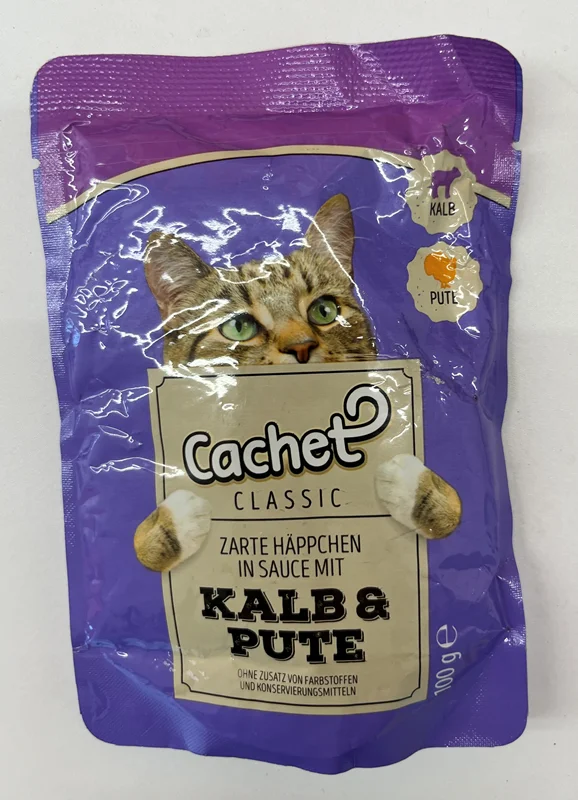 KALB
PUTE
Cachet
CLASSIC
ZARTE HÄPPCHEN
IN SAUCE MIT
KALB &
PUTE
OHNE ZUSATZ VON FARBSTOFFEN
UND KONSERVIERUNGSMITTELN
100 g ℮